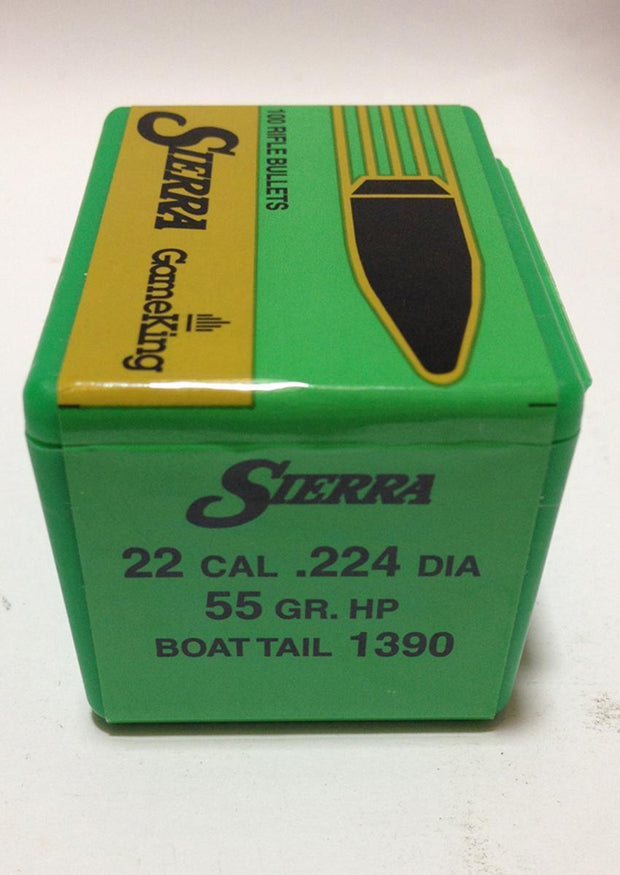 100 RIFLE BULLETS
SIERRA
GameKing
SIERRA
22 CAL .224 DIA
55 GR. HP
BOAT TAIL 1390